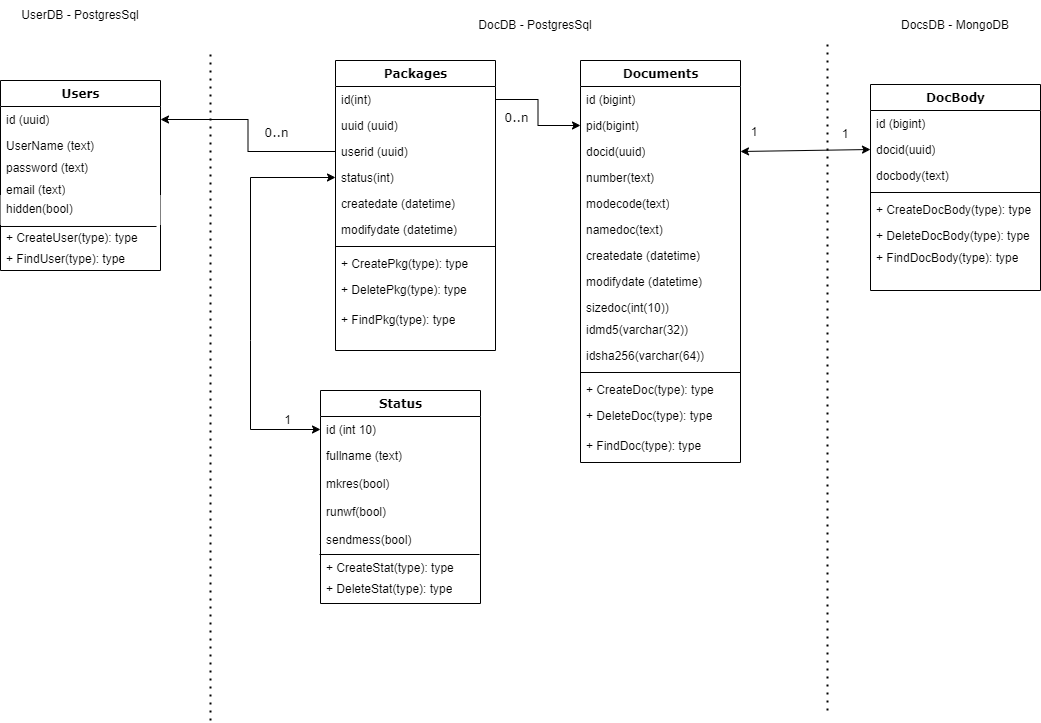 UserDB - PostgresSql
DocDB - PostgresSql
DocsDB - MongoDB
Users
id (uuid)
UserName (text)
password (text)
email (text)
hidden(bool)
+ CreateUser(type): type
+ FindUser(type): type
0..n
Packages
id(int)
uuid (uuid)
userid (uuid)
status(int)
createdate (datetime)
modifydate (datetime)
+ CreatePkg(type): type
+ DeletePkg(type): type
+ FindPkg(type): type
0..n
Documents
id (bigint)
pid(bigint)
docid(uuid)
number(text)
modecode(text)
namedoc(text)
createdate (datetime)
modifydate (datetime)
sizedoc(int(10))
idmd5(varchar(32))
idsha256(varchar(64))
+ CreateDoc(type): type
+ DeleteDoc(type): type
+ FindDoc(type): type
1
1
DocBody
id (bigint)
docid(uuid)
docbody(text)
+ CreateDocBody(type): type
+ DeleteDocBody(type): type
+ FindDocBody(type): type
1
Status
id (int 10)
fullname (text)
mkres(bool)
runwf(bool)
sendmess(bool)
+ CreateStat(type): type
+ DeleteStat(type): type